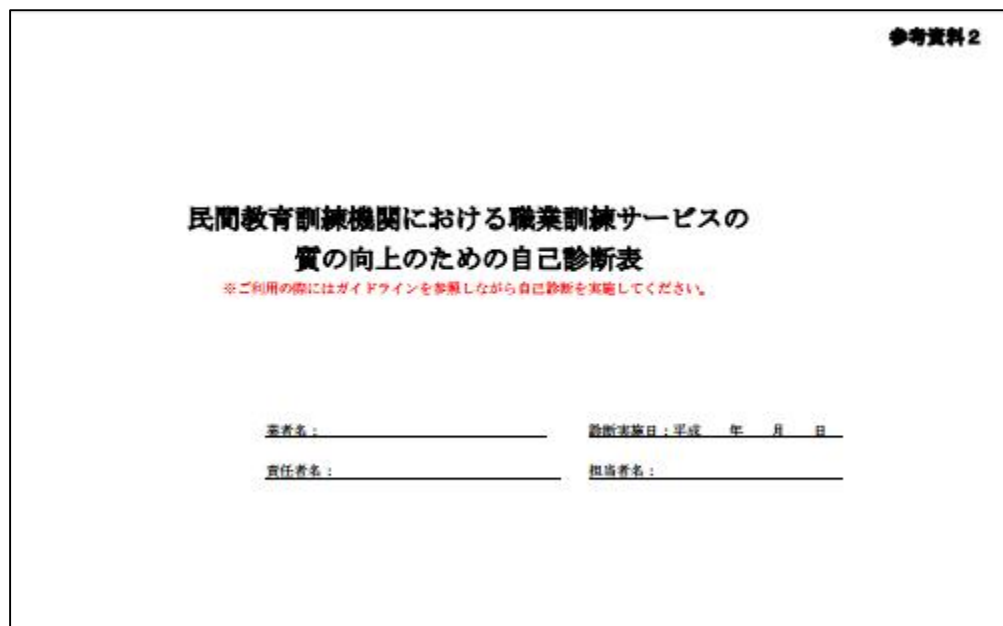 参考資料2
民間教育訓練機関における職業訓練サービスの
質の向上のための自己診断表
※ご利用の際にはガイドラインを参照しながら自己診断を実施してください。
業者名： 診断実施日：平成 年 月 日
責任者名： 担当者名：